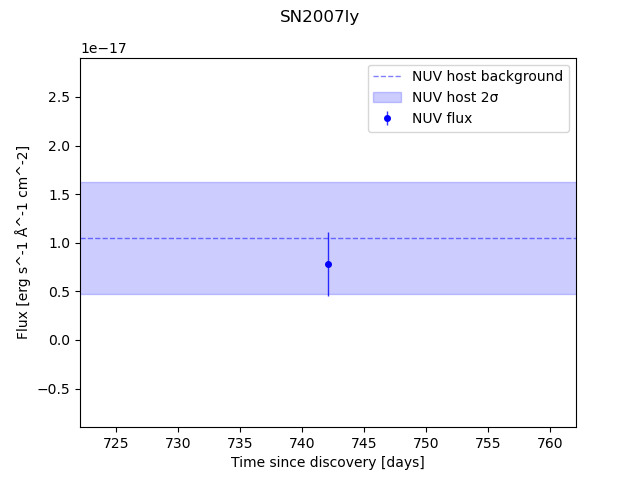 SN2007ly
1e−17
NUV host background
NUV host 2σ
NUV flux
2.5
2.0
1.5
1.0
0.5
0.0
−0.5
Flux [erg s^-1 Å^-1 cm^-2]
725
730
735
740
745
750
755
760
Time since discovery [days]